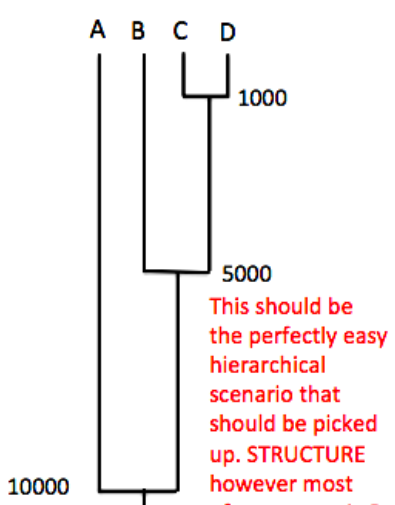 A B C D
1000
5000
This should be
the perfectly easy
hierarchical
scenario that
should be picked
up. STRUCTURE
10000
however most